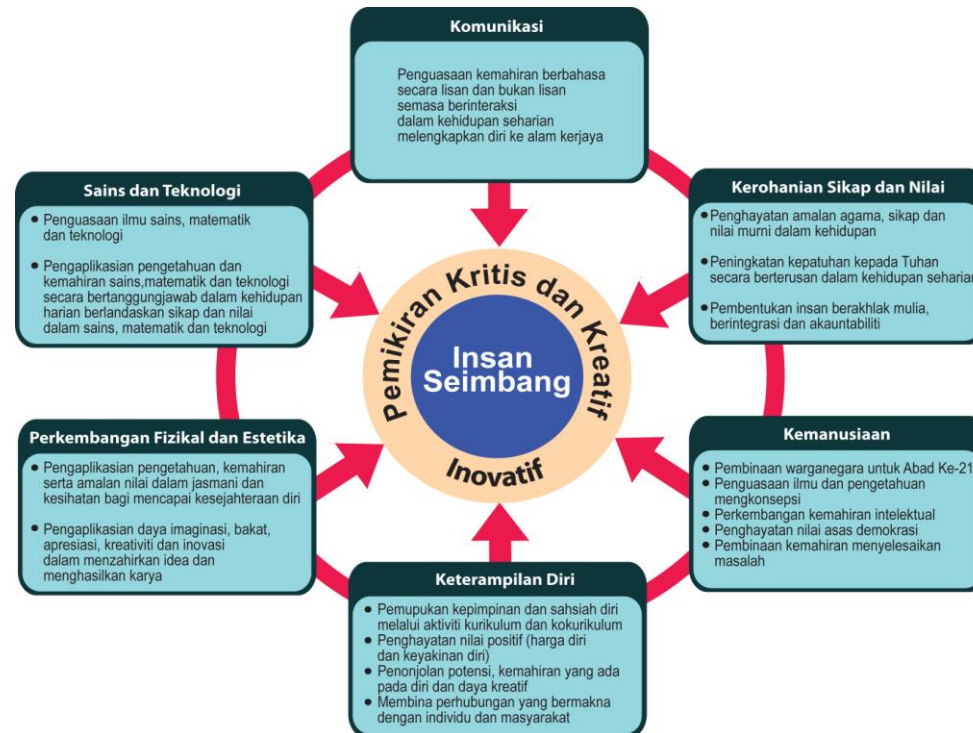 Komunikasi
Penguasaan kemahiran berbahasa
secara lisan dan bukan lisan
semasa berinteraksi
dalam kehidupan seharian
melengkapkan diri ke alam kerjaya
Sains dan Teknologi
• Penguasaan ilmu sains, matematik
dan teknologi
• Pengaplikasian pengetahuan dan
kemahiran sains,matematik dan teknologi
secara bertanggungjawab dalam kehidupan
harian berlandaskan sikap dan nilai
dalam sains, matematik dan teknologi
Kerohanian Sikap dan Nilai
• Penghayatan amalan agama, sikap dan
nilai murni dalam kehidupan
• Peningkatan kepatuhan kepada Tuhan
secara berterusan dalam kehidupan seharian
• Pembentukan insan berakhlak mulia,
berintegrasi dan akauntabiliti
Pemikiran Kritis dan Kreatif
Insan
Seimbang
Inovatif
Perkembangan Fizikal dan Estetika
• Pengaplikasian pengetahuan, kemahiran
serta amalan nilai dalam jasmani dan
kesihatan bagi mencapai kesejahteraan diri
• Pengaplikasian daya imaginasi, bakat,
apresiasi, kreativiti dan inovasi
dalam menzahirkan idea dan
menghasilkan karya
Kemanusiaan
• Pembinaan warganegara untuk Abad Ke-21
• Penguasaan ilmu dan pengetahuan
mengkonsepsi
• Perkembangan kemahiran intelektual
• Penghayatan nilai asas demokrasi
• Pembinaan kemahiran menyelesaikan
masalah
Keterampilan Diri
• Pemupukan kepimpinan dan sahsiah diri
melalui aktiviti kurikulum dan kokurikulum
• Penghayatan nilai positif (harga diri
dan keyakinan diri)
• Penonjolan potensi, kemahiran yang ada
pada diri dan daya kreatif
• Membina perhubungan yang bermakna
dengan individu dan masyarakat